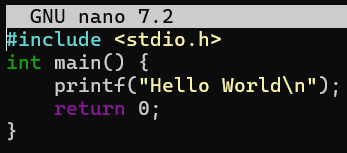 GNU nano 7.2
#include <stdio.h>
int main() {
    printf("Hello World\n");
    return 0;
}